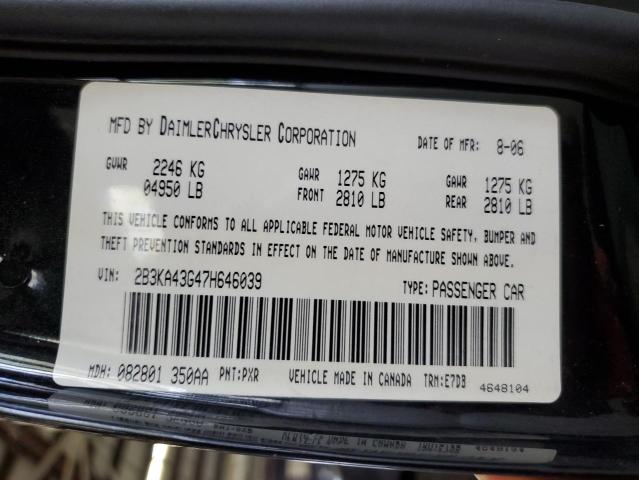 MFD BY DAIMLERCHRYSLER CORPORATION DATE OF MFR: 8-06
GVWR 2246 KG GAWR 1275 KG GAWR 1275 KG
04950 LB FRONT 2810 LB REAR 2810 LB
THIS VEHICLE CONFORMS TO ALL APPLICABLE FEDERAL MOTOR VEHICLE SAFETY, BUMPER AND
THEFT PREVENTION STANDARDS IN EFFECT ON THE DATE OF MANUFACTURE SHOWN ABOVE.
VIN: 2B3KA43G47H646039 TYPE: PASSENGER CAR
MDH: 082801 350AA PNT: PXR VEHICLE MADE IN CANADA TRM: E7D3 4648104